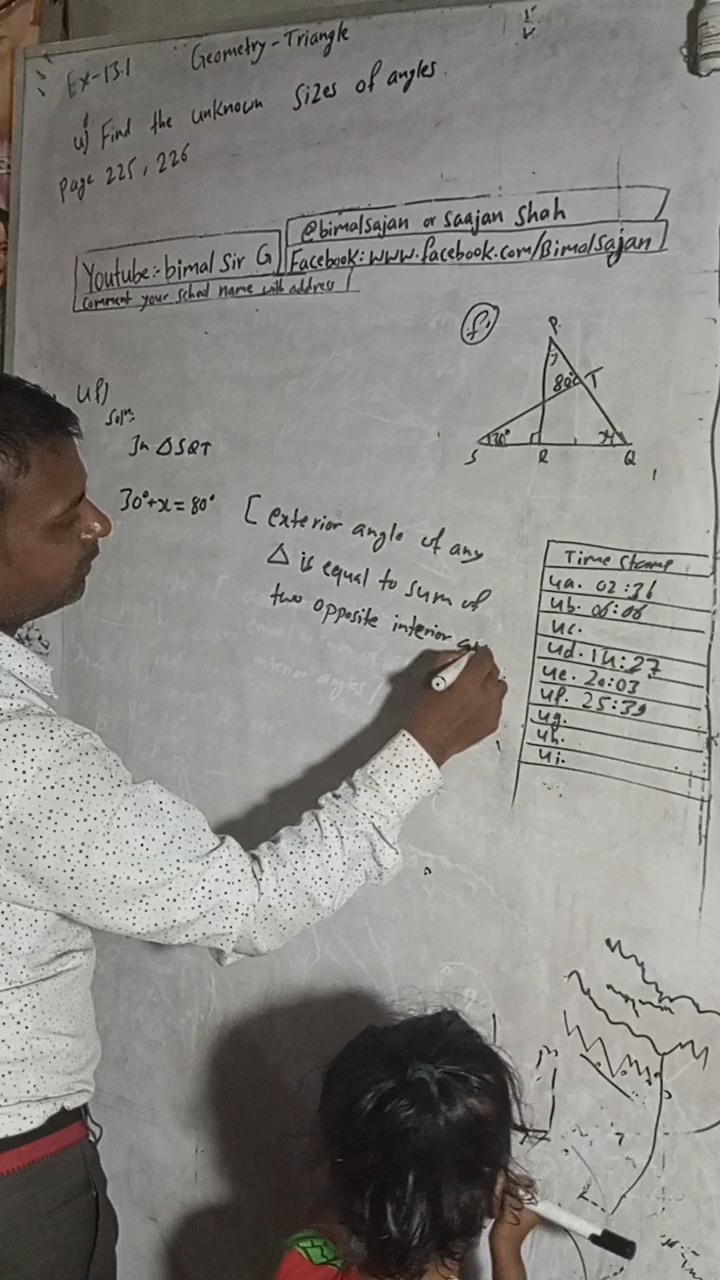 Ex-13.1 Geometry-Triangle
4) Find the unknown Sizes of angles.
page 225, 226
Youtube:- bimal Sir G
comment your school name with address
@bimalsajan or saajan Shah
Facebook: www.facebook.com/Bimalsajan
f.
P
y
80° T
30° x
S R Q
4f)
Solⁿ:
In ΔSQT
30°+x=80° [exterior angle of any
Δ is equal to sum of
two opposite interior
Time Stamp
4a. 02:36
4b. 06:06
4c.
4d. 14:27
4e. 20:03
4f. 25:39
4g.
4h.
4i.